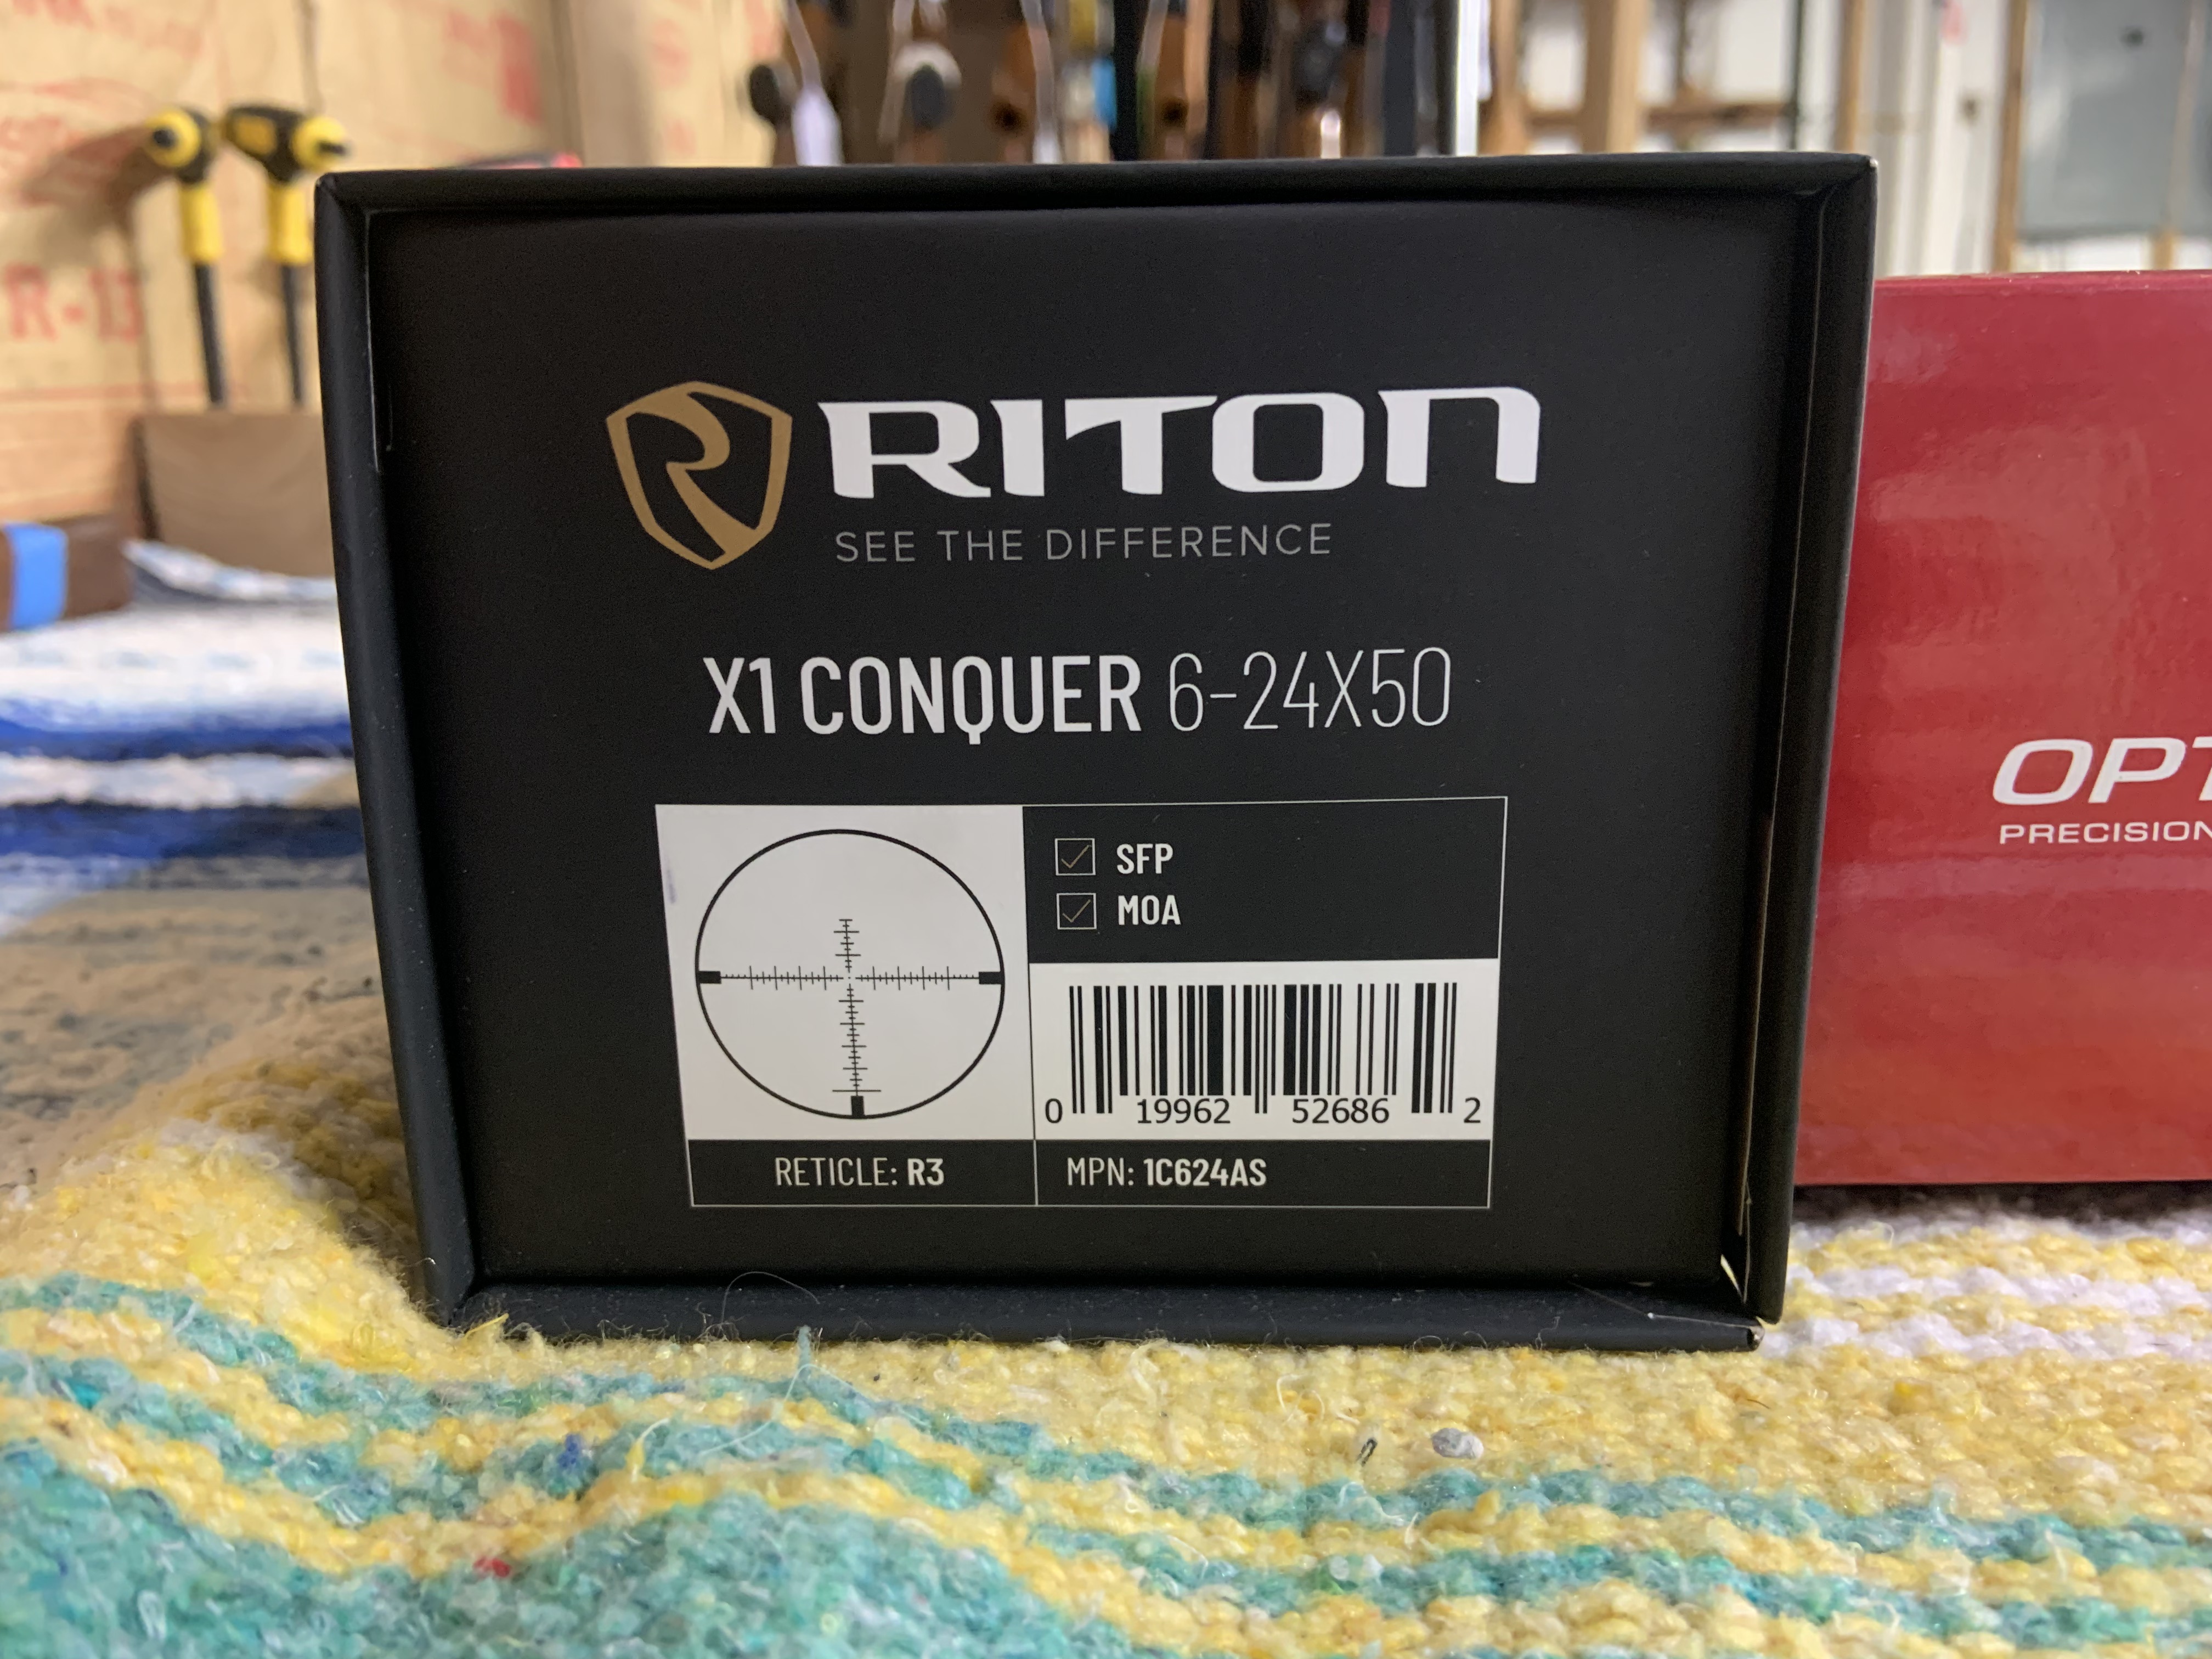 R-13
RITON
SEE THE DIFFERENCE
X1 CONQUER 6-24X50
SFP
MOA
0 19962 52686 2
RETICLE: R3
MPN: 1C624AS
OPT
PRECISION